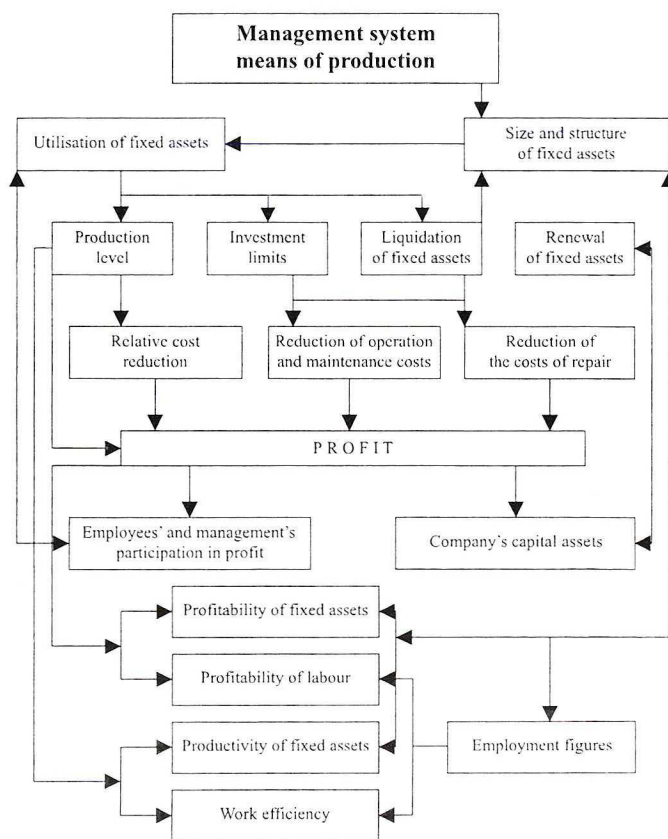 Management system
means of production
Utilisation of fixed assets
Size and structure
of fixed assets
Production
level
Investment
limits
Liquidation
of fixed assets
Renewal
of fixed assets
Relative cost
reduction
Reduction of operation
and maintenance costs
Reduction of
the costs of repair
PROFIT
Employees' and management's
participation in profit
Company's capital assets
Profitability of fixed assets
Profitability of labour
Productivity of fixed assets
Employment figures
Work efficiency